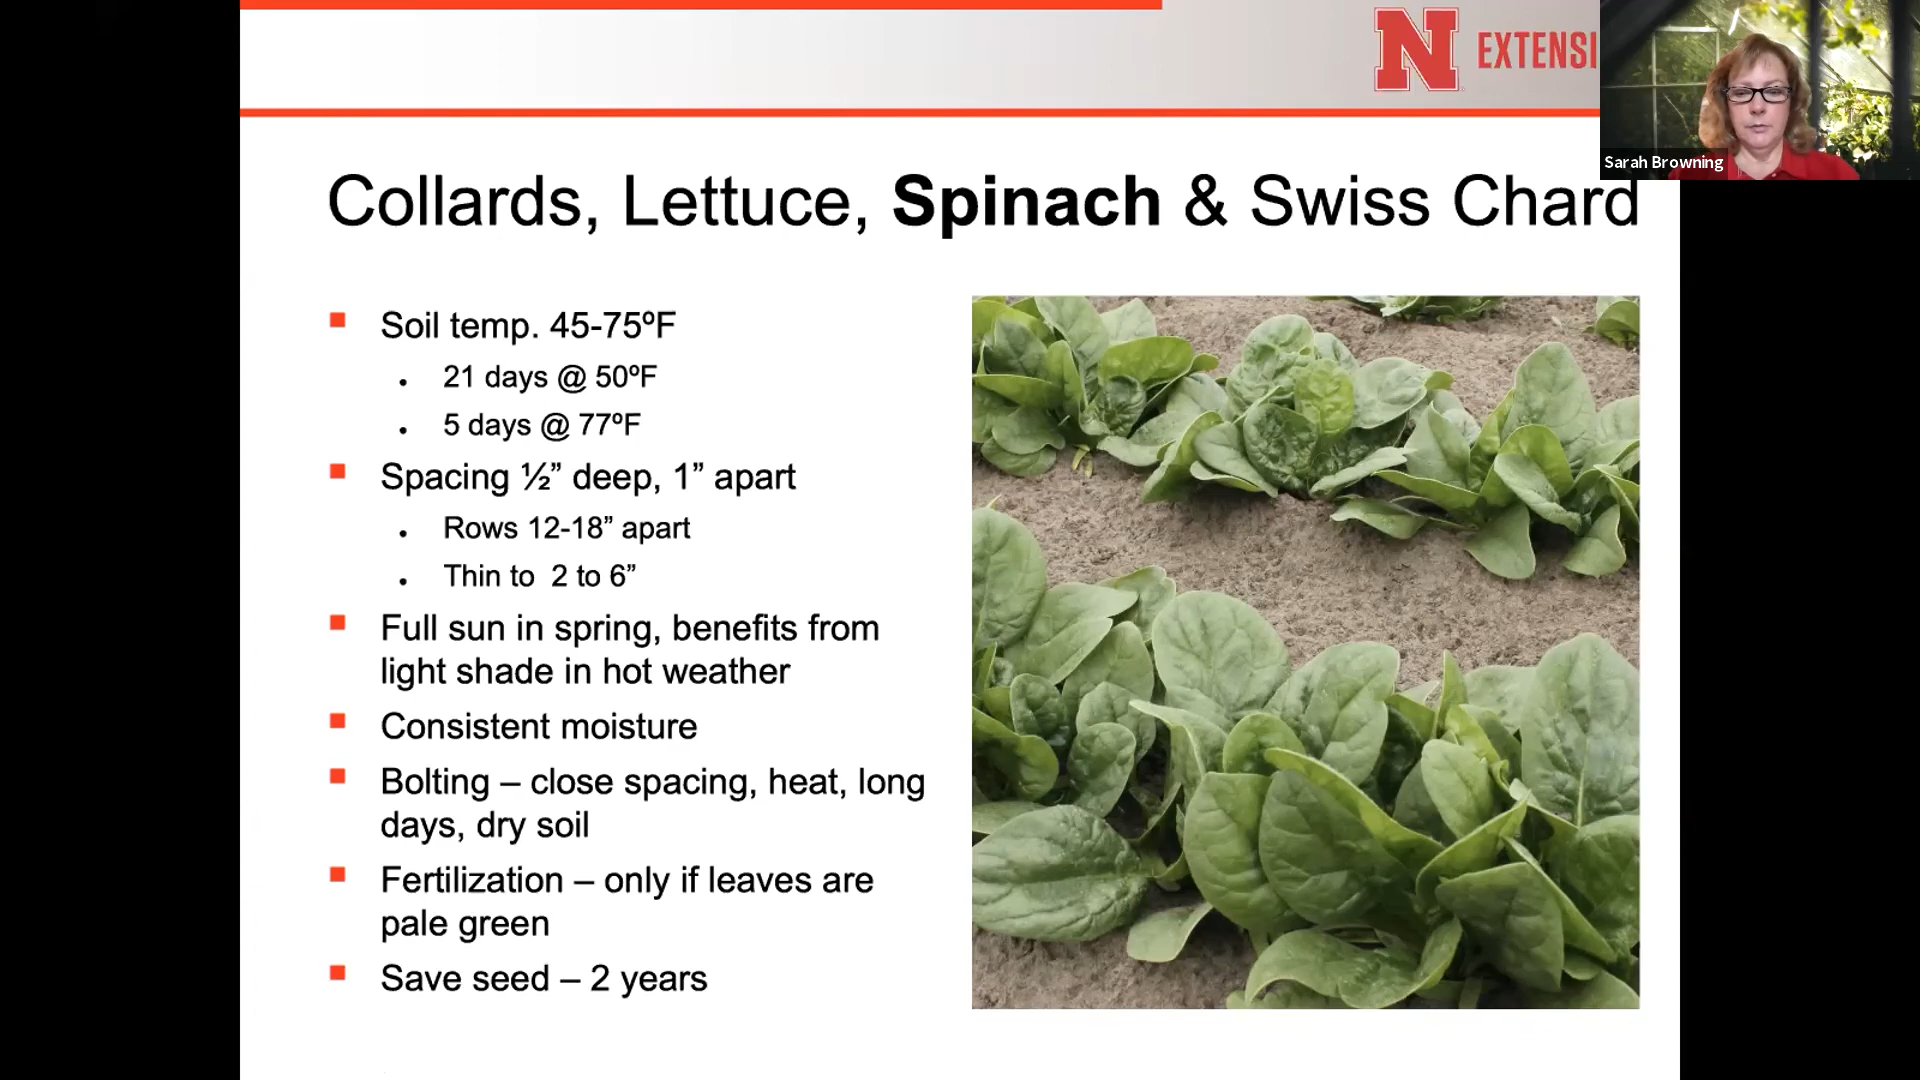 N EXTENSI
Sarah Browning
Collards, Lettuce, Spinach & Swiss Chard
Soil temp. 45-75ºF
21 days @ 50ºF
5 days @ 77ºF
Spacing ½” deep, 1” apart
Rows 12-18” apart
Thin to 2 to 6”
Full sun in spring, benefits from
light shade in hot weather
Consistent moisture
Bolting – close spacing, heat, long
days, dry soil
Fertilization – only if leaves are
pale green
Save seed – 2 years